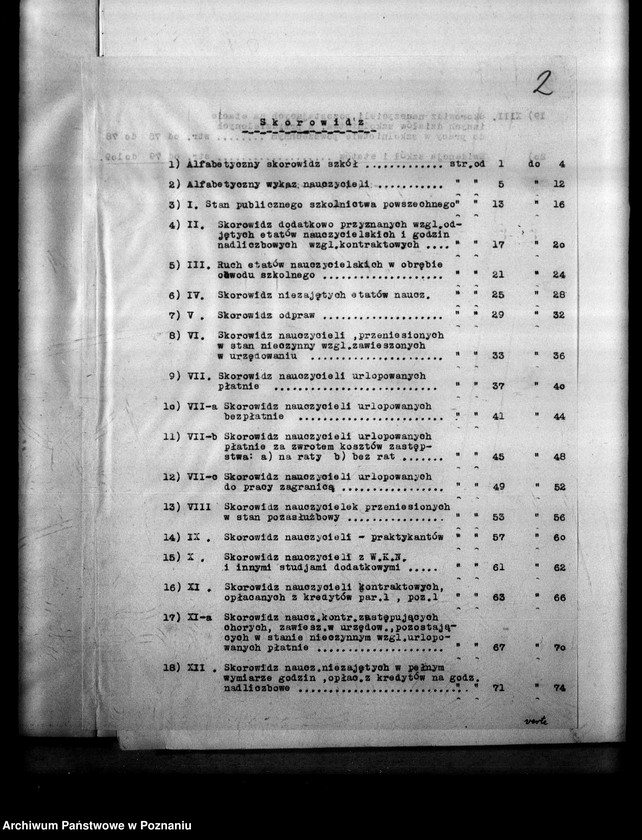 2
Skorowidz
1) Alfabetyczny skorowidz szkół ............. str.od 1 do 4
2) Alfabetyczny wykaz nauczycieli ........... " " 5 " 12
3) I. Stan publicznego szkolnictwa powszechnego" " 13 " 16
4) II. Skorowidz dodatkowo przyznanych wzgl.od-
jętych etatów nauczycielskich i godzin
nadliczbowych wzgl.kontraktowych .... " " 17 " 2o
5) III. Ruch etatów nauczycielskich w obrębie
obwodu szkolnego .................... " " 21 " 24
6) IV. Skorowidz niezajętych etatów naucz. " " 25 " 28
7) V . Skorowidz odpraw .................... " " 29 " 32
8) VI. Skorowidz nauczycieli ,przeniesionych
w stan nieczynny wzgl.zawieszonych
w urzędowaniu ...................... " " 33 " 36
9) VII. Skorowidz nauczycieli urlopowanych
płatnie ........................... " " 37 " 4o
1o) VII-a Skorowidz nauczycieli urlopowanych
bezpłatnie ........................ " " 41 " 44
11) VII-b Skorowidz nauczycieli urlopowanych
płatnie za zwrotem kosztów zastęp-
stwa: a) na raty b) bez rat ....... " " 45 " 48
12) VII-c Skorowidz nauczycieli urlopowanych
do pracy zagranicą ................. " " 49 " 52
13) VIII Skorowidz nauczycielek przeniesionych
w stan pozasłużbowy ................ " " 53 " 56
14) IX . Skorowidz nauczycieli - praktykantów " " 57 " 6o
15) X . Skorowidz nauczycieli z W.K.N.
i innymi studjami dodatkowymi ..... " " 61 " 62
16) XI . Skorowidz nauczycieli kontraktowych,
opłacanych z kredytów par.1 , poz.1 " " 63 " 66
17) XI-a Skorowidz naucz.kontr.zastępujących
chorych, zawiesz.w urzędow.,pozostają-
cych w stanie nieczynnym wzgl.urlopo-
wanych płatnie ..................... " " 67 " 7o
18) XII . Skorowidz naucz.niezajętych w pełnym
wymiarze godzin ,opłac.z kredytów na godz.
nadliczbowe .......................... " " 71 " 74
verte
Archiwum Państwowe w Poznaniu